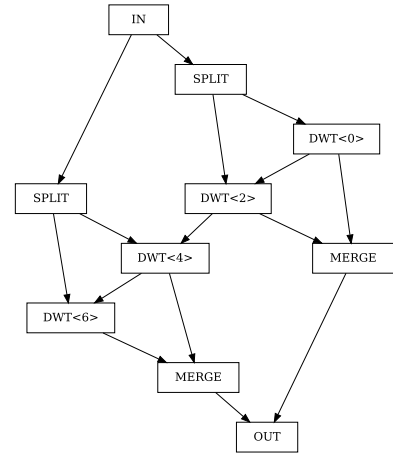 IN
SPLIT
DWT<0>
SPLIT
DWT<2>
DWT<4>
MERGE
DWT<6>
MERGE
OUT